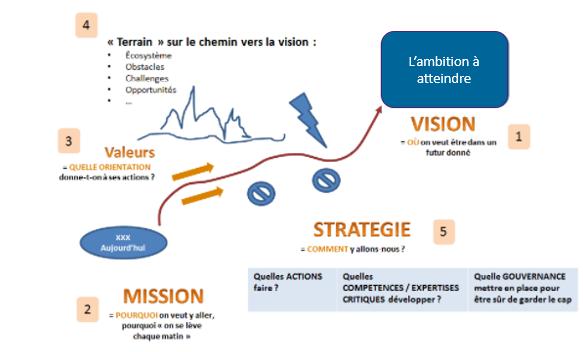 4
« Terrain » sur le chemin vers la vision :
• Écosystème
• Obstacles
• Challenges
• Opportunités
• ...
L'ambition à
atteindre
VISION
= OÙ on veut être dans un
futur donné
1
3
Valeurs
= QUELLE ORIENTATION
donne-t-on à ses actions ?
XXX
Aujourd'hui
STRATEGIE
= COMMENT y allons-nous ?
5
Quelles ACTIONS
faire ?
Quelles
COMPETENCES / EXPERTISES
CRITIQUES développer ?
Quelle GOUVERNANCE
mettre en place pour
être sûr de garder le cap
2
MISSION
= POURQUOI on veut y aller,
pourquoi « on se lève
chaque matin »